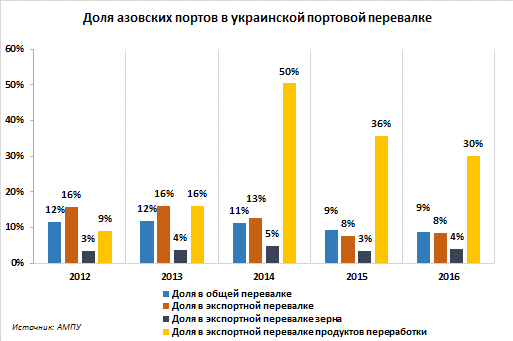 Доля азовских портов в украинской портовой перевалке
60%
50%
40%
30%
20%
10%
0%
12% 16% 3% 9%
12% 16% 4% 16%
11% 13% 5% 50%
9% 8% 3% 36%
9% 8% 4% 30%
2012 2013 2014 2015 2016
Доля в общей перевалке
Доля в экспортной перевалке
Доля в экспортной перевалке зерна
Доля в экспортной перевалке продуктов переработки
Источник: АМПУ